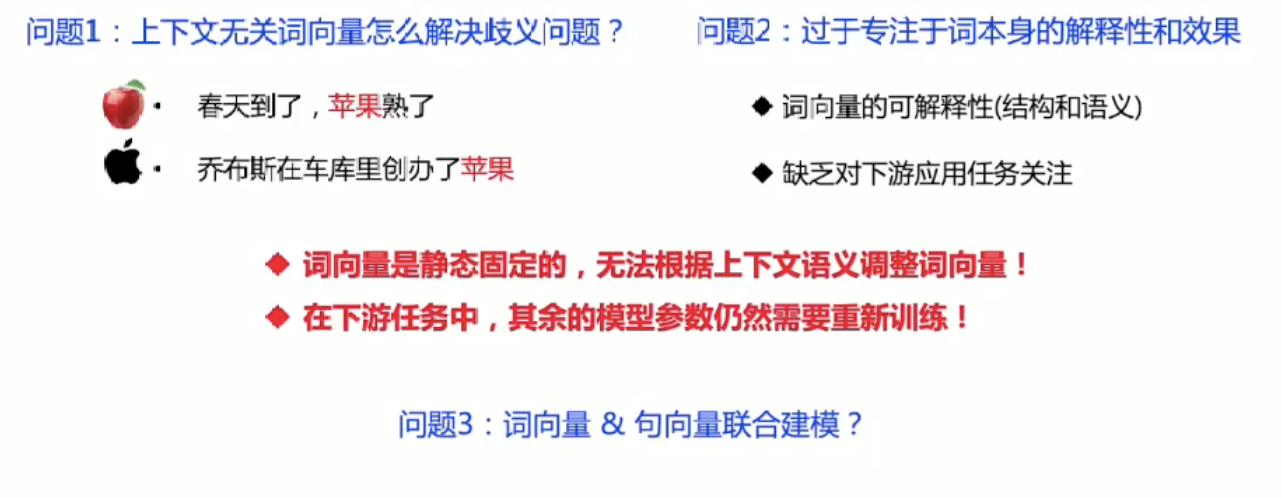 问题1：上下文无关词向量怎么解决歧义问题？
问题2：过于专注于词本身的解释性和效果
春天到了，苹果熟了
乔布斯在车库里创办了苹果
词向量的可解释性(结构和语义)
缺乏对下游应用任务关注
词向量是静态固定的，无法根据上下文语义调整词向量！
在下游任务中，其余的模型参数仍然需要重新训练！
问题3：词向量 & 句向量联合建模？